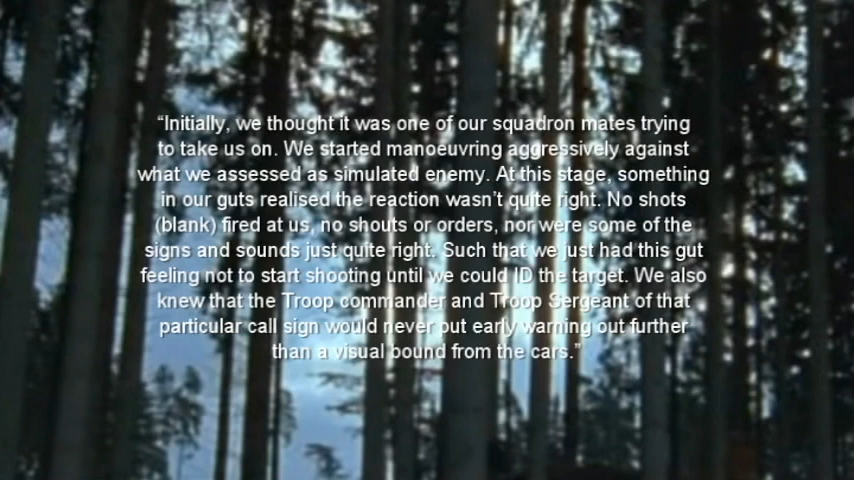 “Initially, we thought it was one of our squadron mates trying
to take us on. We started manoeuvring aggressively against
what we assessed as simulated enemy. At this stage, something
in our guts realised the reaction wasn’t quite right. No shots
(blank) fired at us, no shouts or orders, nor were some of the
signs and sounds just quite right. Such that we just had this gut
feeling not to start shooting until we could ID the target. We also
knew that the Troop commander and Troop Sergeant of that
particular call sign would never put early warning out further
than a visual bound from the cars.”